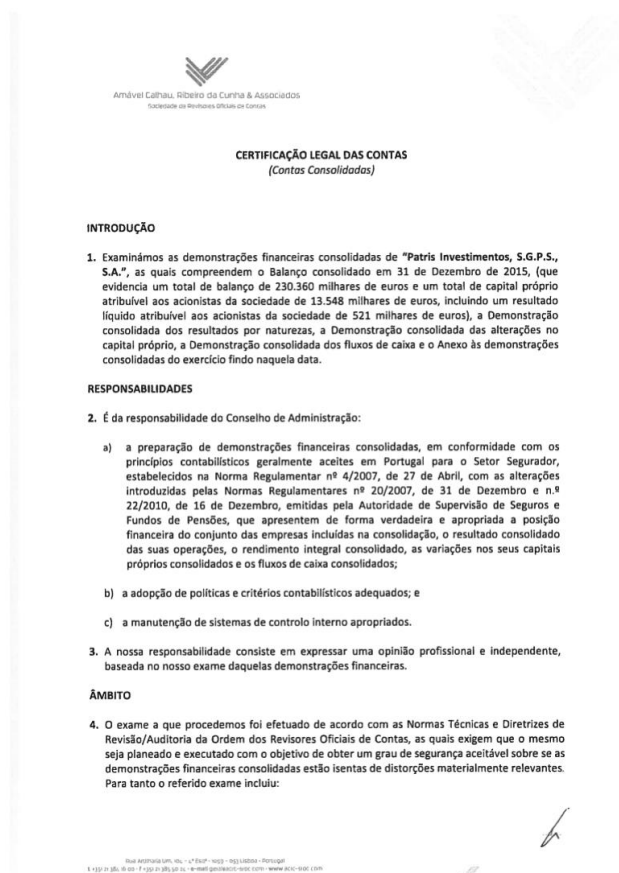 Amável Calhau, Ribeiro da Cunha & Associados
Sociedade de Revisores Oficiais de Contas
CERTIFICAÇÃO LEGAL DAS CONTAS
(Contas Consolidadas)
INTRODUÇÃO
1. Examinámos as demonstrações financeiras consolidadas de "Patris Investimentos, S.G.P.S.,
S.A.", as quais compreendem o Balanço consolidado em 31 de Dezembro de 2015, (que
evidencia um total de balanço de 230.360 milhares de euros e um total de capital próprio
atribuível aos acionistas da sociedade de 13.548 milhares de euros, incluindo um resultado
líquido atribuível aos acionistas da sociedade de 521 milhares de euros), a Demonstração
consolidada dos resultados por naturezas, a Demonstração consolidada das alterações no
capital próprio, a Demonstração consolidada dos fluxos de caixa e o Anexo às demonstrações
consolidadas do exercício findo naquela data.
RESPONSABILIDADES
2. É da responsabilidade do Conselho de Administração:
a) a preparação de demonstrações financeiras consolidadas, em conformidade com os
princípios contabilísticos geralmente aceites em Portugal para o Setor Segurador,
estabelecidos na Norma Regulamentar nº 4/2007, de 27 de Abril, com as alterações
introduzidas pelas Normas Regulamentares nº 20/2007, de 31 de Dezembro e n.º
22/2010, de 16 de Dezembro, emitidas pela Autoridade de Supervisão de Seguros e
Fundos de Pensões, que apresentem de forma verdadeira e apropriada a posição
financeira do conjunto das empresas incluídas na consolidação, o resultado consolidado
das suas operações, o rendimento integral consolidado, as variações nos seus capitais
próprios consolidados e os fluxos de caixa consolidados;
b) a adopção de políticas e critérios contabilísticos adequados; e
c) a manutenção de sistemas de controlo interno apropriados.
3. A nossa responsabilidade consiste em expressar uma opinião profissional e independente,
baseada no nosso exame daquelas demonstrações financeiras.
ÂMBITO
4. O exame a que procedemos foi efetuado de acordo com as Normas Técnicas e Diretrizes de
Revisão/Auditoria da Ordem dos Revisores Oficiais de Contas, as quais exigem que o mesmo
seja planeado e executado com o objetivo de obter um grau de segurança aceitável sobre se as
demonstrações financeiras consolidadas estão isentas de distorções materialmente relevantes.
Para tanto o referido exame incluiu:
Rua Lisboa - Portugal
www.acic-sroc.com